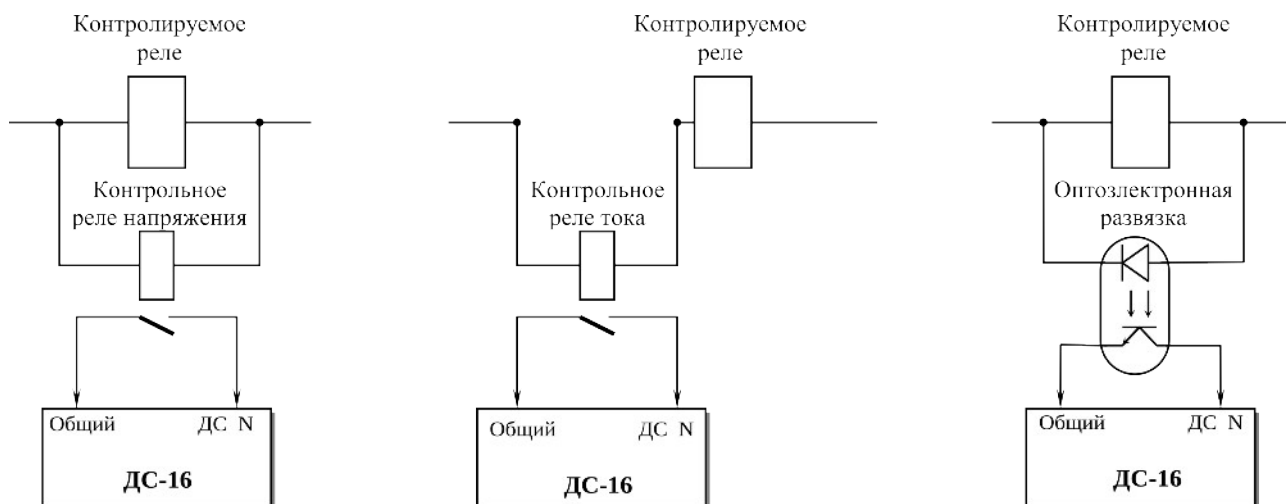 Контролируемое
реле
Контрольное
реле напряжения
Общий ДС N
ДС-16
Контролируемое
реле
Контрольное
реле тока
Общий ДС N
ДС-16
Контролируемое
реле
Оптоэлектронная
развязка
Общий ДС N
ДС-16